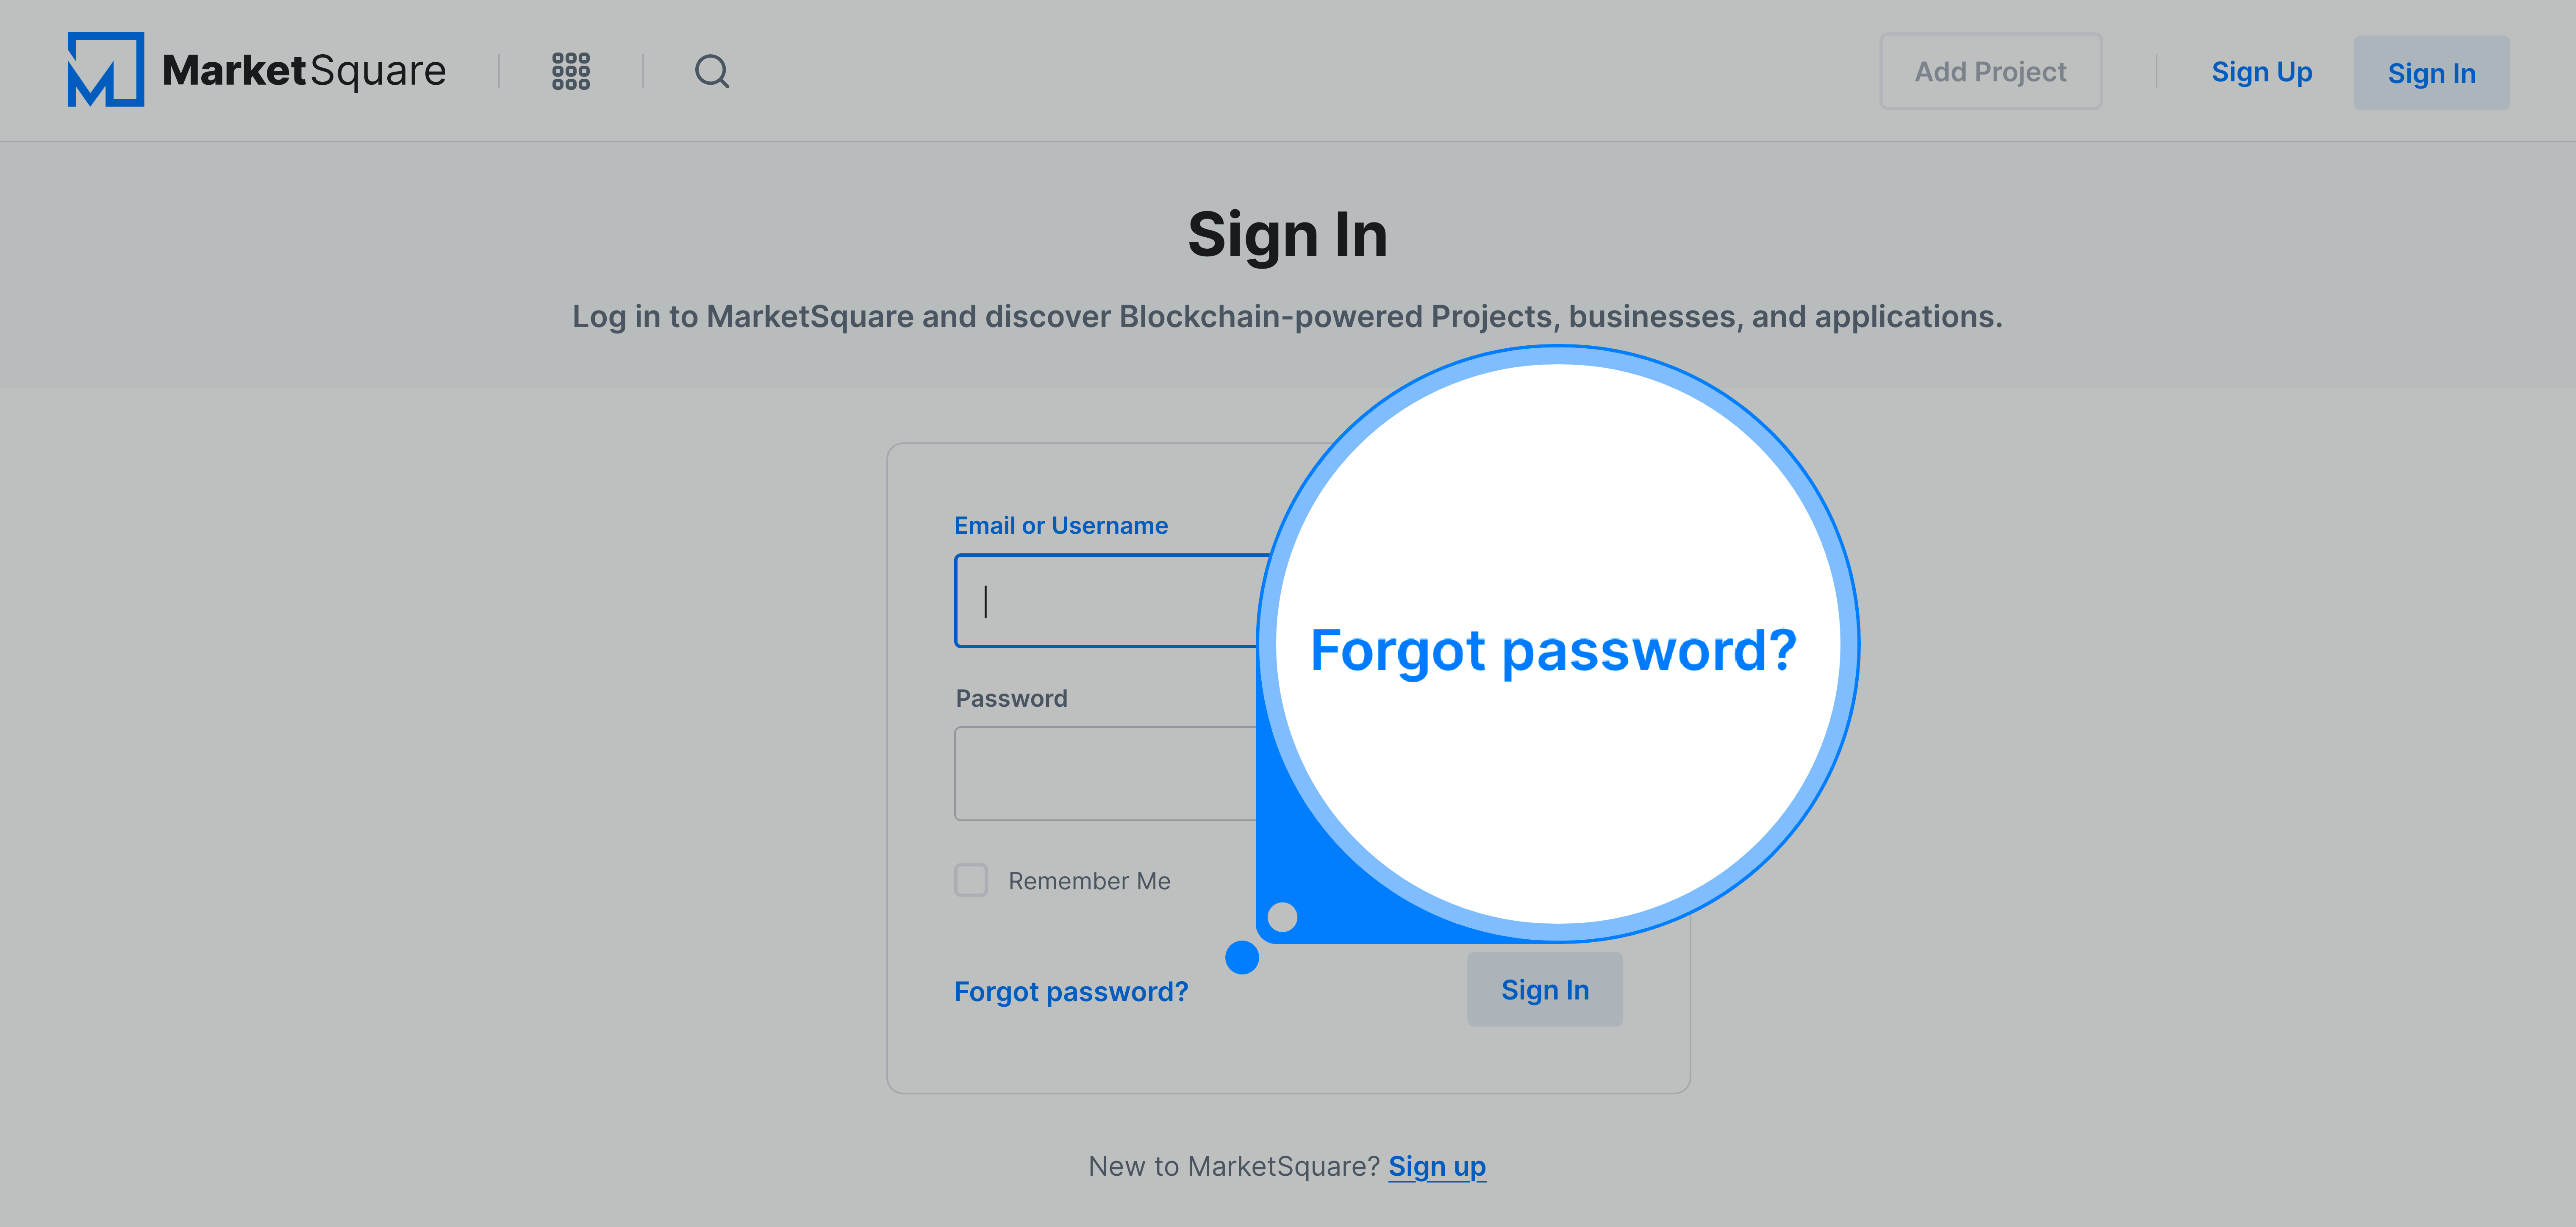 MarketSquare
Add Project
Sign Up
Sign In
Sign In
Log in to MarketSquare and discover Blockchain-powered Projects, businesses, and applications.
Email or Username
Forgot password?
Password
Remember Me
Forgot password?
Sign In
New to MarketSquare? Sign up